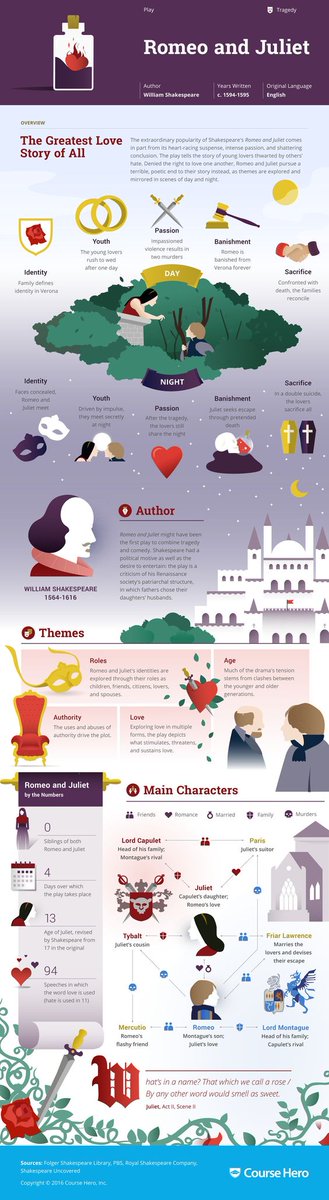 Play
Tragedy
Romeo and Juliet
Author
William Shakespeare
Years Written
c. 1594-1595
Original Language
English
OVERVIEW
The Greatest Love
Story of All
The extraordinary popularity of Shakespeare's Romeo and Juliet comes
in part from its heart-racing suspense, intense passion, and shattering
conclusion. The play tells the story of young lovers thwarted by others'
hate. Denied the right to love one another, Romeo and Juliet pursue a
terrible, poetic end to their story instead, as themes are explored and
mirrored in scenes of day and night.
Identity
Family defines
identity in Verona
Youth
The young lovers
rush to wed
after one day
Passion
Impassioned
violence results in
two murders
Banishment
Romeo is
banished from
Verona forever
Sacrifice
Confronted with
death, the families
reconcile
DAY
NIGHT
Identity
Faces concealed,
Romeo and
Juliet meet
Youth
Driven by impulse,
they meet secretly
at night
Passion
After the tragedy,
the lovers still
share the night
Banishment
Juliet seeks escape
through pretended
death
Sacrifice
In a double suicide,
the lovers
sacrifice all
Author
Romeo and Juliet might have been
the first play to combine tragedy
and comedy. Shakespeare had a
political motive as well as the
desire to entertain: the play is a
criticism of his Renaissance
society's patriarchal structure,
in which fathers chose their
daughters' husbands.
WILLIAM SHAKESPEARE
1564-1616
Themes
Roles
Romeo and Juliet's identities are
explored through their roles as
children, friends, citizens, lovers,
and spouses.
Age
Much of the drama's tension
stems from clashes between
the younger and older
generations.
Authority
The uses and abuses of
authority drive the plot.
Love
Exploring love in multiple
forms, the play depicts
what stimulates, threatens,
and sustains love.
Romeo and Juliet
by the Numbers
0
Siblings of both
Romeo and Juliet
4
Days over which the
play takes place
13
Age of Juliet, revised
by Shakespeare from
17 in the original
94
Speeches in which
the word love is used
(hate is used in 11)
Main Characters
Friends
Romance
Married
Family
Murders
Lord Capulet
Head of his family;
Montague's rival
Paris
Juliet's suitor
Juliet
Capulet's daughter;
Romeo's love
Tybalt
Juliet's cousin
Friar Lawrence
Marries the
lovers and devises
their escape
Mercutio
Romeo's
flashy friend
Romeo
Montague's son;
Juliet's love
Lord Montague
Head of his family;
Capulet's rival
What's in a name? That which we call a rose /
By any other word would smell as sweet.
Juliet, Act II, Scene II
Sources: Folger Shakespeare Library, PBS, Royal Shakespeare Company,
Shakespeare Uncovered
Copyright © 2016 Course Hero, Inc.
Course Hero